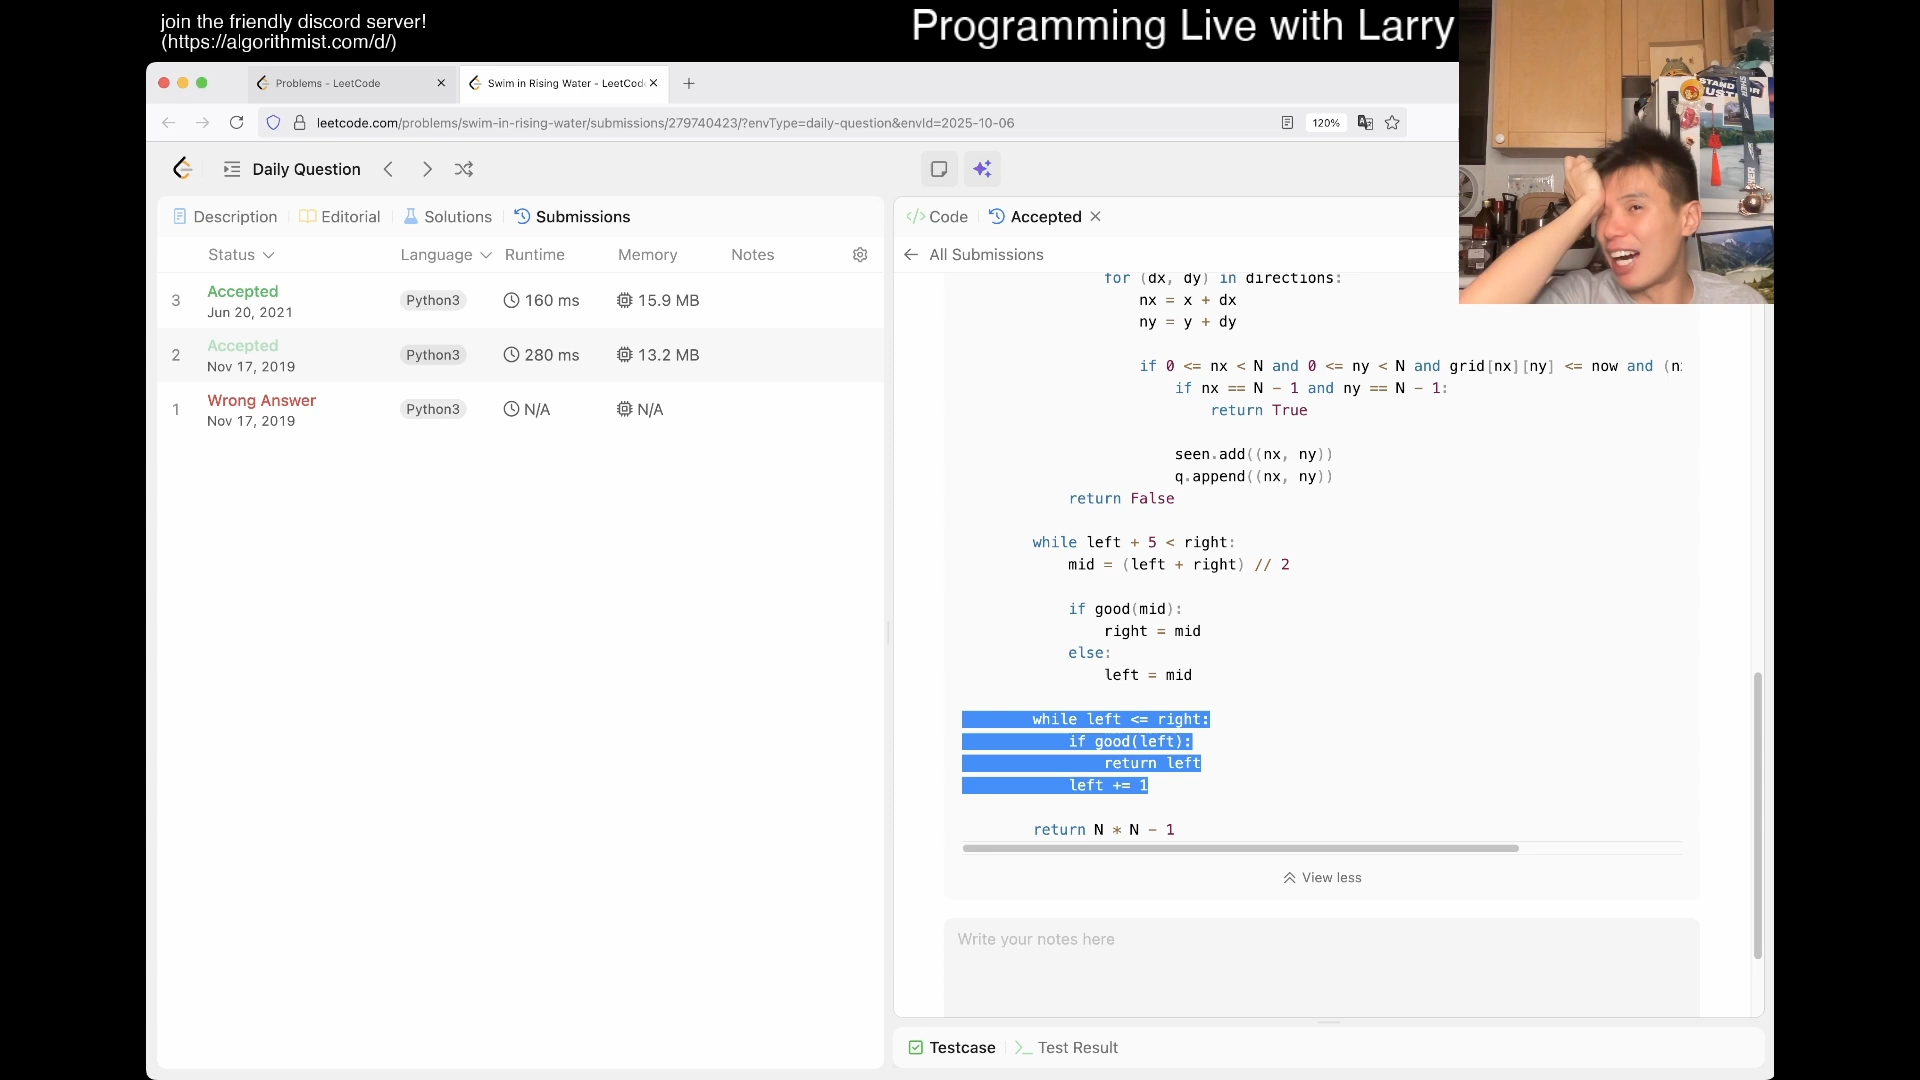 join the friendly discord server!
(https://algorithmist.com/d/)
Programming Live with Larry
Problems - LeetCode
Swim in Rising Water - LeetCod
leetcode.com/problems/swim-in-rising-water/submissions/279740423/?envType=daily-question&envId=2025-10-06
120%
Daily Question
Description
Editorial
Solutions
Submissions
Status
Language
Runtime
Memory
Notes
3
Accepted
Jun 20, 2021
Python3
160 ms
15.9 MB
2
Accepted
Nov 17, 2019
Python3
280 ms
13.2 MB
1
Wrong Answer
Nov 17, 2019
Python3
N/A
N/A
Code
Accepted
All Submissions
for (dx, dy) in directions:
nx = x + dx
ny = y + dy
if 0 <= nx < N and 0 <= ny < N and grid[nx][ny] <= now and (n
if nx == N - 1 and ny == N - 1:
return True
seen.add((nx, ny))
q.append((nx, ny))
return False
while left + 5 < right:
mid = (left + right) // 2
if good(mid):
right = mid
else:
left = mid
while left <= right:
if good(left):
return left
left += 1
return N * N - 1
View less
Write your notes here
Testcase
Test Result